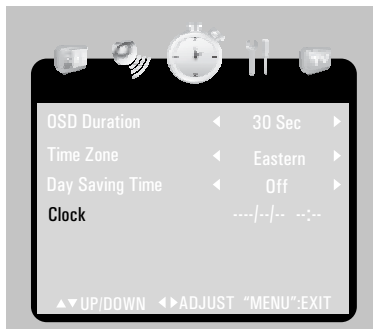 OSD Duration ◀ 30 Sec ▶
Time Zone ◀ Eastern ▶
Day Saving Time ◀ Off ▶
Clock ----/--/-- --:--
▲▼UP/DOWN ◀▶ADJUST "MENU":EXIT